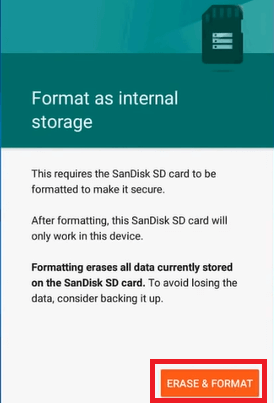 Format as internal
storage
This requires the SanDisk SD card to be
formatted to make it secure.
After formatting, this SanDisk SD card will
only work in this device.
Formatting erases all data currently stored
on the SanDisk SD card. To avoid losing the
data, consider backing it up.
ERASE & FORMAT